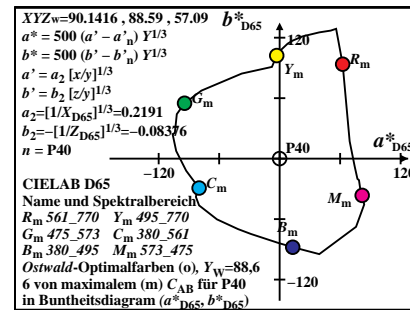 XYZw=90.1416 , 88.59 , 57.09
a* = 500 (a' – a'n) Y1/3
b* = 500 (b' – b'n) Y1/3
a' = a2 [x/y]1/3
b' = b2 [z/y]1/3
a2=[1/XD65]1/3=0.2191
b2=–[1/ZD65]1/3=–0.08376
n = P40
CIELAB D65
Name und Spektralbereich
Rm 561_770 Ym 495_770
Gm 475_573 Cm 380_561
Bm 380_495 Mm 573_475
Ostwald-Optimalfarben (o), YW=88,6
6 von maximalem (m) CAB für P40
in Buntheitsdiagram (a*D65, b*D65)
b*D65
120
Ym
Rm
Gm
P40
a*D65
–120
120
Cm
Mm
Bm
–120